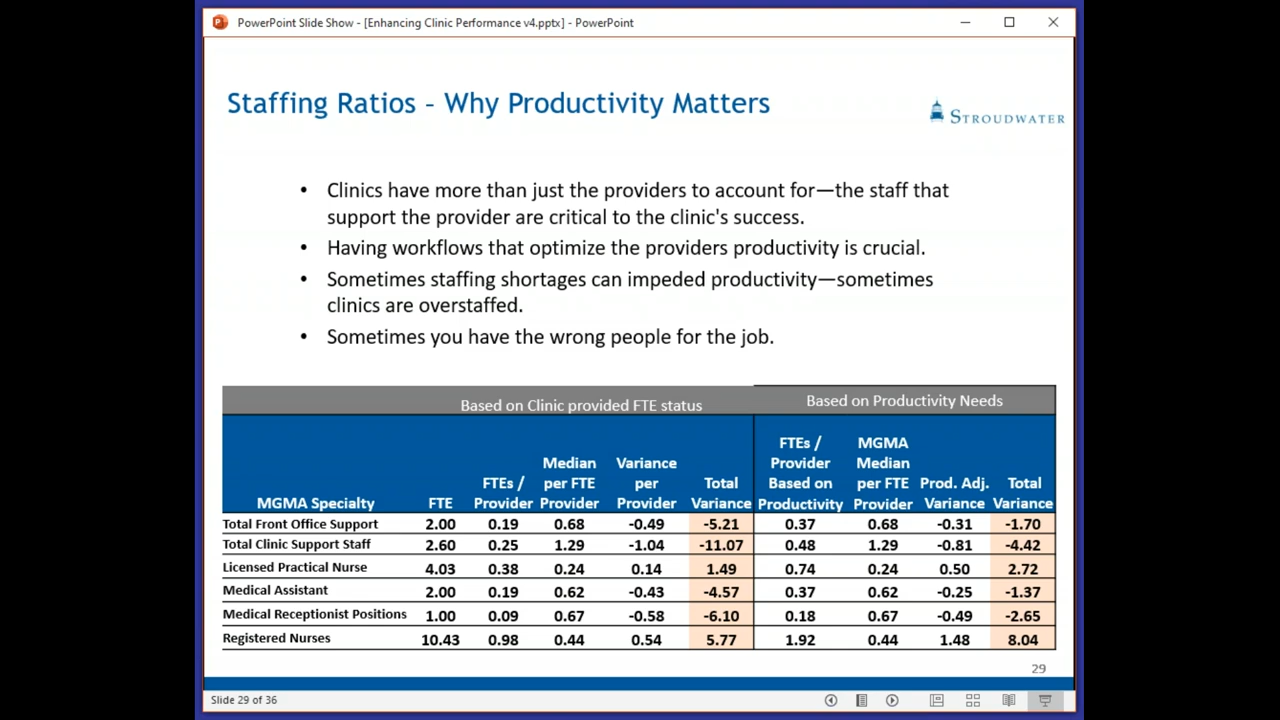 PowerPoint Slide Show - [Enhancing Clinic Performance v4.pptx] - PowerPoint
Staffing Ratios – Why Productivity Matters
STROUDWATER
• Clinics have more than just the providers to account for—the staff that
support the provider are critical to the clinic's success.
• Having workflows that optimize the providers productivity is crucial.
• Sometimes staffing shortages can impeded productivity—sometimes
clinics are overstaffed.
• Sometimes you have the wrong people for the job.
Based on Clinic provided FTE status Based on Productivity Needs
MGMA Specialty FTE FTEs / Provider Median per FTE Provider Variance per Provider Total Variance FTEs / Provider Based on Productivity MGMA Median per FTE Provider Prod. Adj. Variance Total Variance
Total Front Office Support 2.00 0.19 0.68 -0.49 -5.21 0.37 0.68 -0.31 -1.70
Total Clinic Support Staff 2.60 0.25 1.29 -1.04 -11.07 0.48 1.29 -0.81 -4.42
Licensed Practical Nurse 4.03 0.38 0.24 0.14 1.49 0.74 0.24 0.50 2.72
Medical Assistant 2.00 0.19 0.62 -0.43 -4.57 0.37 0.62 -0.25 -1.37
Medical Receptionist Positions 1.00 0.09 0.67 -0.58 -6.10 0.18 0.67 -0.49 -2.65
Registered Nurses 10.43 0.98 0.44 0.54 5.77 1.92 0.44 1.48 8.04
29
Slide 29 of 36